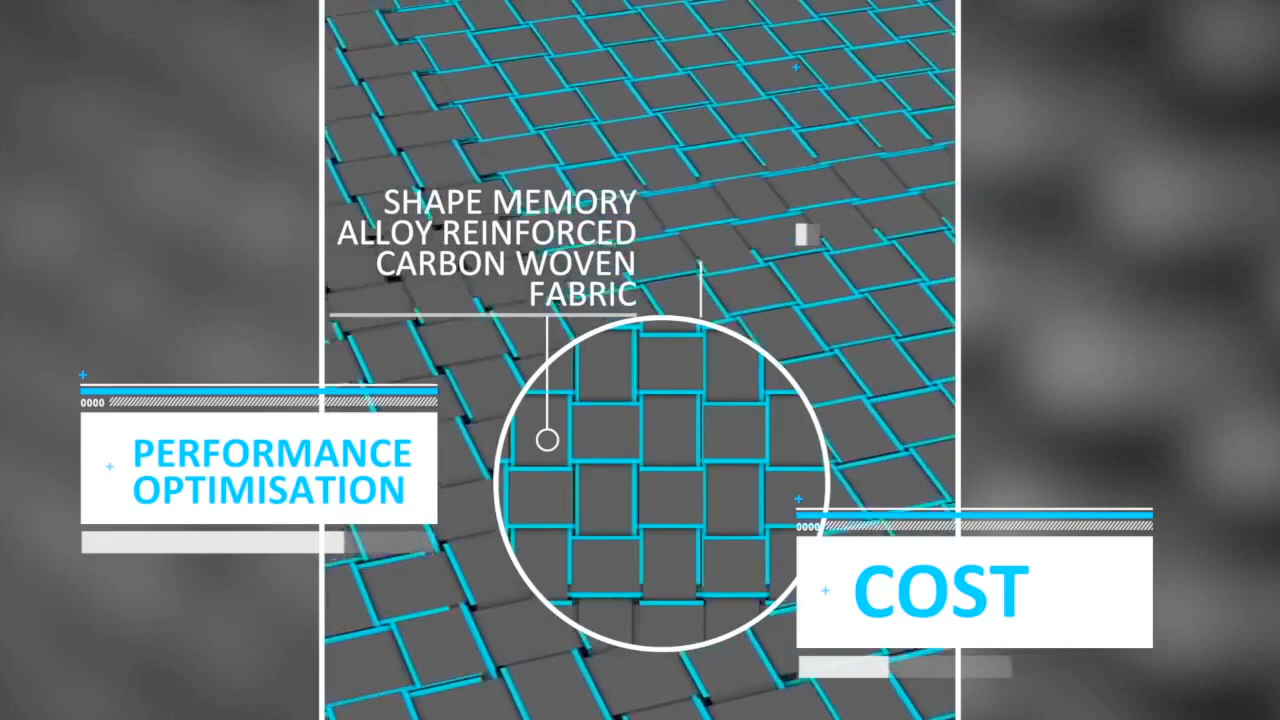 SHAPE MEMORY
ALLOY REINFORCED
CARBON WOVEN
FABRIC
0000
PERFORMANCE
OPTIMISATION
0000
COST